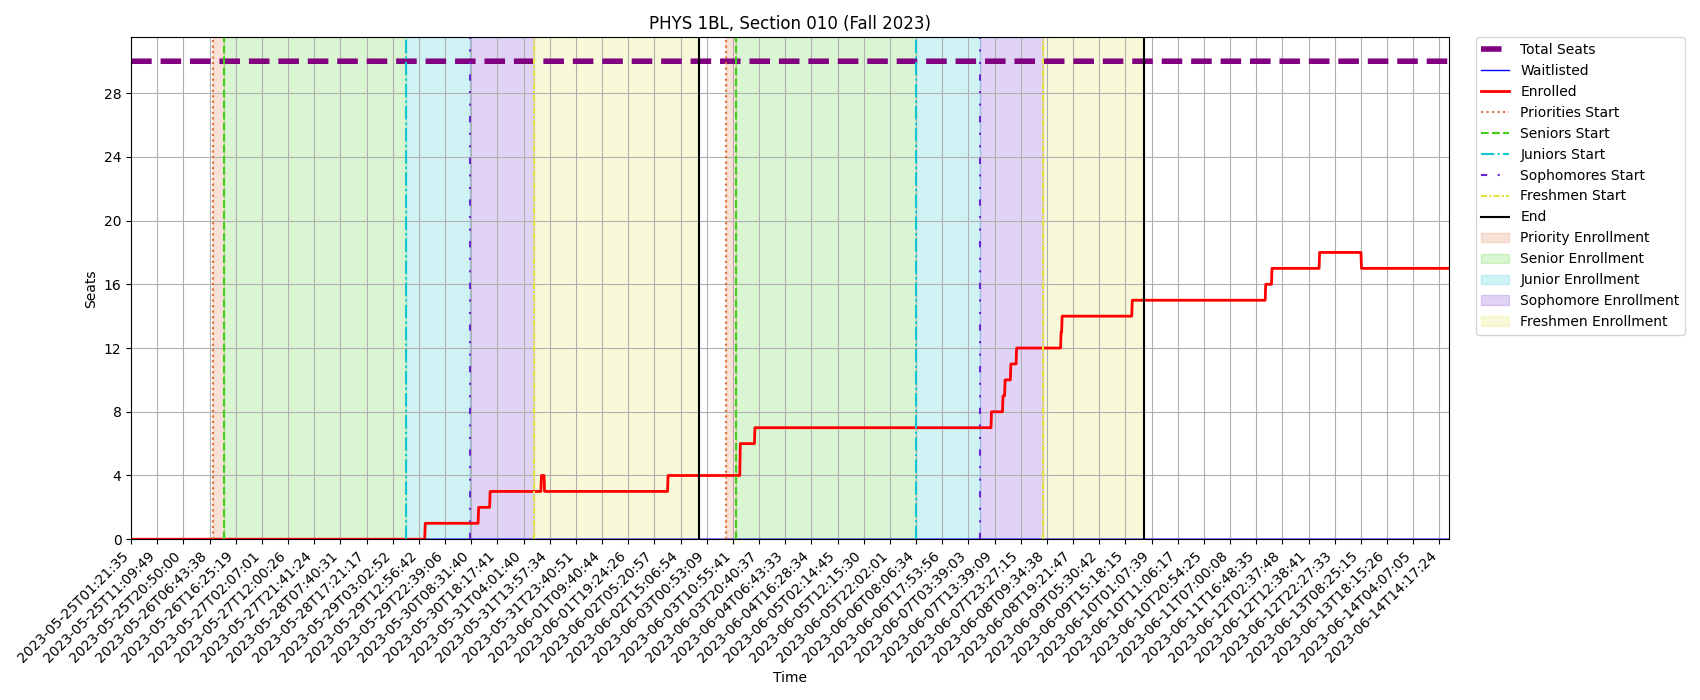 PHYS 1BL, Section 010 (Fall 2023)
Seats
28
24
20
16
12
8
4
0
2023-05-25T01:21:35
2023-05-25T11:09:49
2023-05-25T20:50:00
2023-05-26T06:43:38
2023-05-26T16:25:19
2023-05-27T02:07:01
2023-05-27T12:00:26
2023-05-27T21:41:24
2023-05-28T07:40:31
2023-05-28T17:21:17
2023-05-29T03:02:52
2023-05-29T12:56:42
2023-05-29T22:39:06
2023-05-30T08:31:40
2023-05-30T18:17:41
2023-05-31T04:01:40
2023-05-31T13:57:34
2023-05-31T23:40:51
2023-06-01T09:40:44
2023-06-01T19:24:26
2023-06-02T05:20:57
2023-06-02T15:06:54
2023-06-03T00:53:09
2023-06-03T10:55:41
2023-06-03T20:40:37
2023-06-04T06:43:33
2023-06-04T16:28:34
2023-06-05T02:14:45
2023-06-05T12:15:30
2023-06-05T22:02:01
2023-06-06T08:06:34
2023-06-06T17:53:56
2023-06-07T03:39:03
2023-06-07T13:39:09
2023-06-07T23:27:15
2023-06-08T09:34:38
2023-06-08T19:21:47
2023-06-09T05:30:42
2023-06-09T15:18:15
2023-06-10T01:07:39
2023-06-10T11:06:17
2023-06-10T20:54:25
2023-06-11T07:00:08
2023-06-11T16:48:35
2023-06-12T02:37:48
2023-06-12T12:38:41
2023-06-12T22:27:33
2023-06-13T08:25:15
2023-06-13T18:15:26
2023-06-14T04:07:05
2023-06-14T14:17:24
Time
Total Seats
Waitlisted
Enrolled
Priorities Start
Seniors Start
Juniors Start
Sophomores Start
Freshmen Start
End
Priority Enrollment
Senior Enrollment
Junior Enrollment
Sophomore Enrollment
Freshmen Enrollment